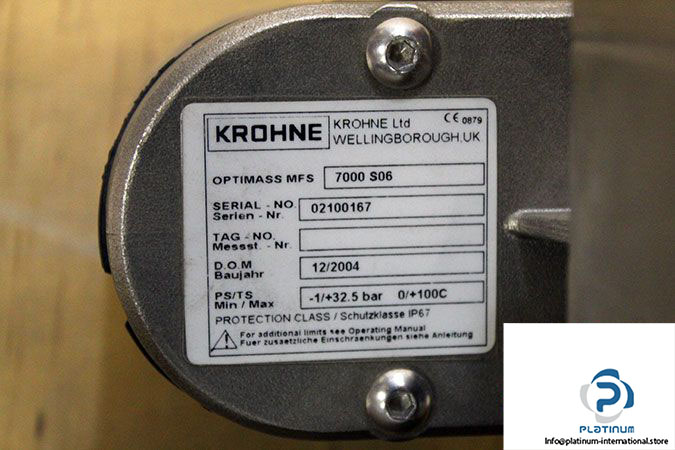 KROHNE
KROHNE Ltd
WELLINGBOROUGH,UK
CE 0879
OPTIMASS MFS 7000 S06
SERIAL - NO. 02100167
Serien - Nr.
TAG - NO.
Messst. - Nr.
D.O.M 12/2004
Baujahr
PS/TS -1/+32.5 bar 0/+100C
Min / Max
PROTECTION CLASS / Schutzklasse IP67
For additional limits see Operating Manual
Fuer zusaetzliche Einschraenkungen siehe Anleitung
PLATINUM
Info@platinum-international.store